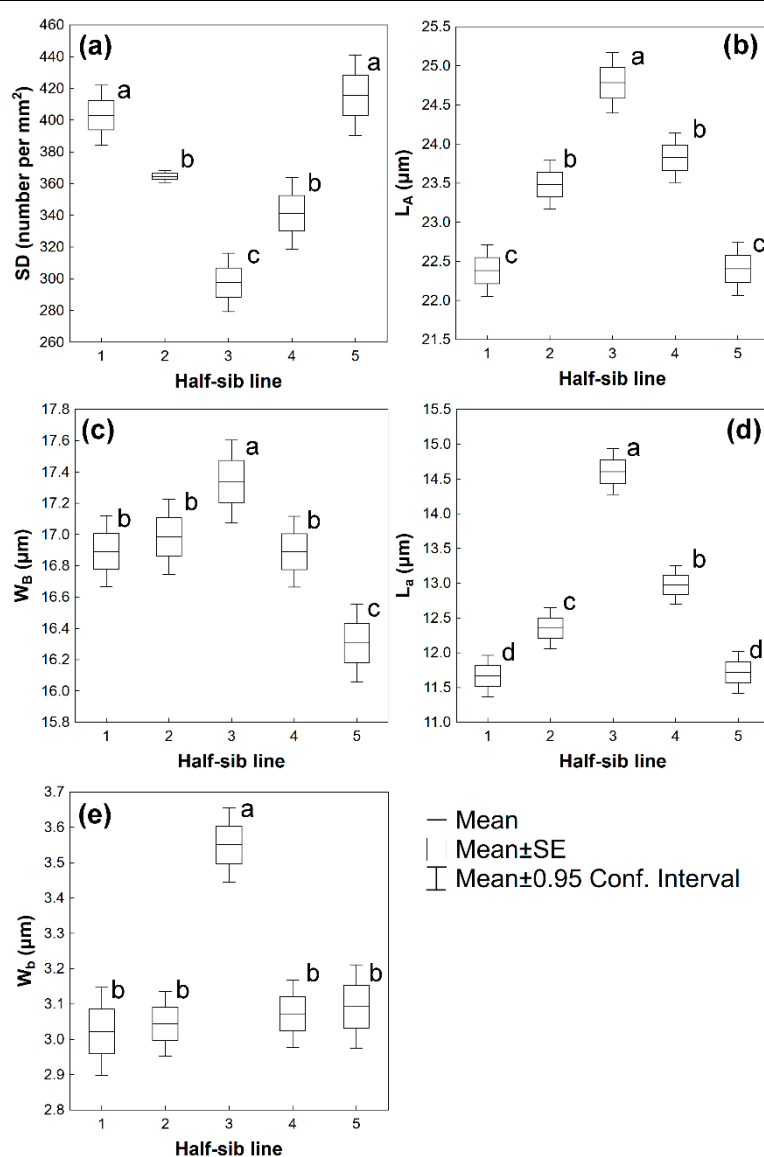 (a)
SD (number per mm²)
460
440
420
400
380
360
340
320
300
280
260
a
b
c
b
a
1 2 3 4 5
Half-sib line
(b)
L_A (µm)
25.5
25.0
24.5
24.0
23.5
23.0
22.5
22.0
21.5
c
b
a
b
c
1 2 3 4 5
Half-sib line
(c)
W_B (µm)
17.8
17.6
17.4
17.2
17.0
16.8
16.6
16.4
16.2
16.0
15.8
b
b
a
b
c
1 2 3 4 5
Half-sib line
(d)
L_a (µm)
15.5
15.0
14.5
14.0
13.5
13.0
12.5
12.0
11.5
11.0
d
c
a
b
d
1 2 3 4 5
Half-sib line
(e)
W_b (µm)
3.7
3.6
3.5
3.4
3.3
3.2
3.1
3.0
2.9
2.8
b
b
a
b
b
1 2 3 4 5
Half-sib line
Mean
Mean±SE
Mean±0.95 Conf. Interval